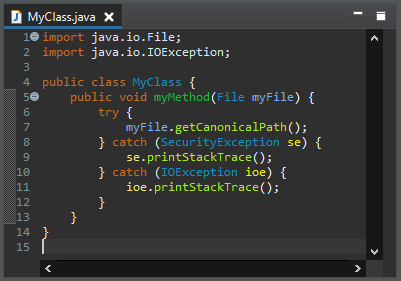 MyClass.java
1 import java.io.File;
2 import java.io.IOException;
3
4 public class MyClass {
5     public void myMethod(File myFile) {
6         try {
7             myFile.getCanonicalPath();
8         } catch (SecurityException se) {
9             se.printStackTrace();
10         } catch (IOException ioe) {
11             ioe.printStackTrace();
12         }
13     }
14 }
15